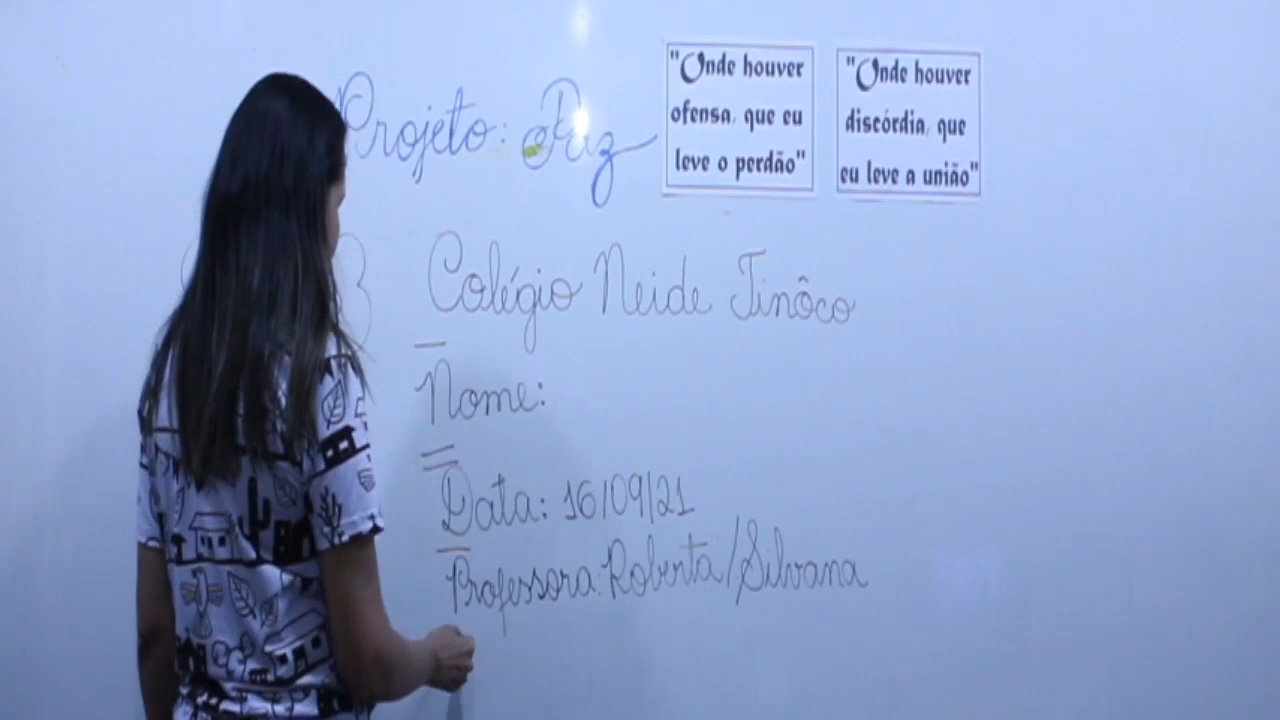 Projeto: Paz
"Onde houver
ofensa, que eu
leve o perdão"
"Onde houver
discórdia, que
eu leve a união"
Colégio Neide Tinôco
Nome:
Data: 16/09/21
Professora: Roberta/Silvana